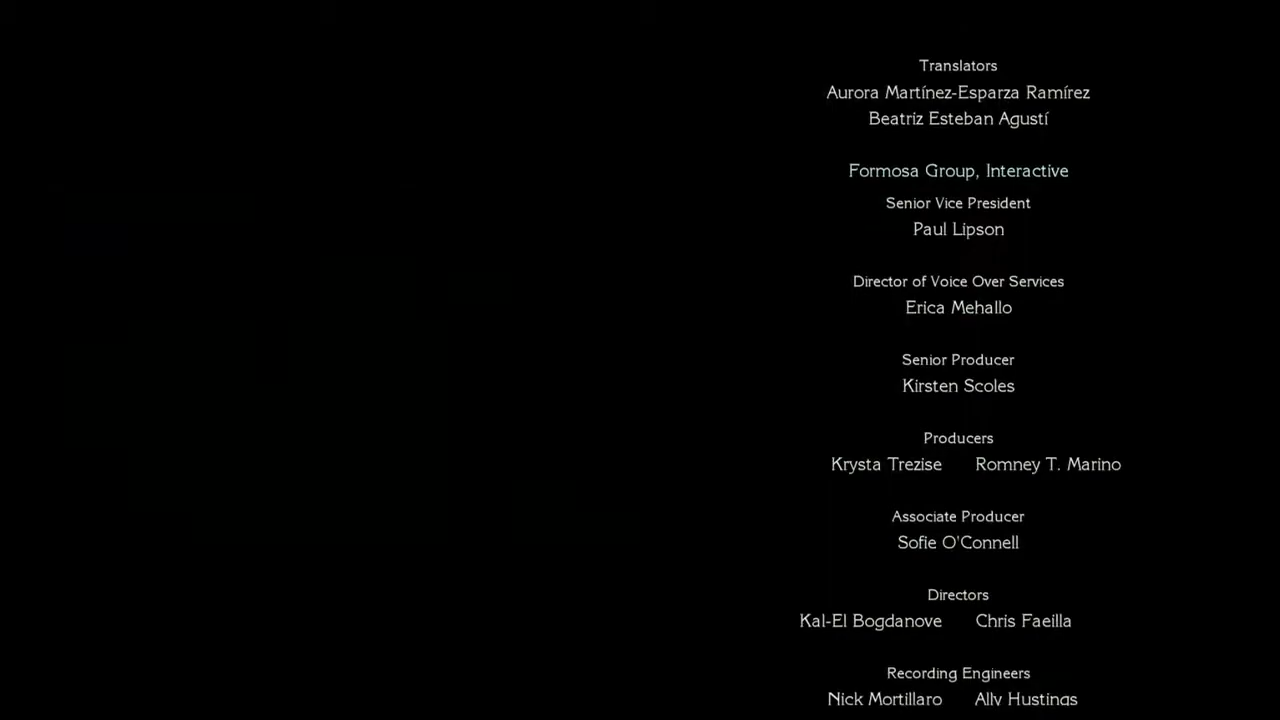 Translators
Aurora Martínez-Esparza Ramírez
Beatriz Esteban Agustí
Formosa Group, Interactive
Senior Vice President
Paul Lipson
Director of Voice Over Services
Erica Mehallo
Senior Producer
Kirsten Scoles
Producers
Krysta Trezise Romney T. Marino
Associate Producer
Sofie O'Connell
Directors
Kal-El Bogdanove Chris Faeilla
Recording Engineers
Nick Mortillaro Ally Hustings